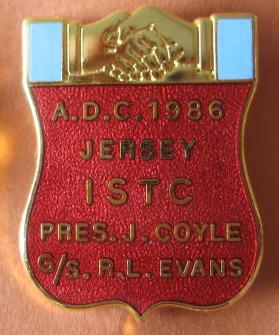 A.D.C. 1986
JERSEY
ISTC
PRES. J. COYLE
G/S. R.L. EVANS